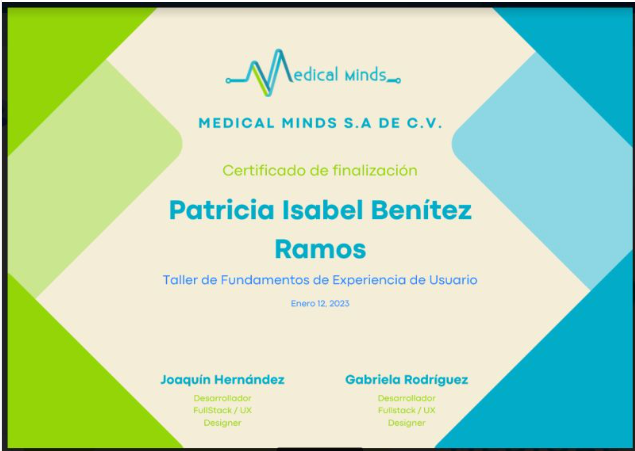 Medical Minds
MEDICAL MINDS S.A DE C.V.
Certificado de finalización
Patricia Isabel Benítez
Ramos
Taller de Fundamentos de Experiencia de Usuario
Enero 12, 2023
Joaquín Hernández
Desarrollador
FullStack / UX
Designer
Gabriela Rodríguez
Desarrollador
Fullstack / UX
Designer